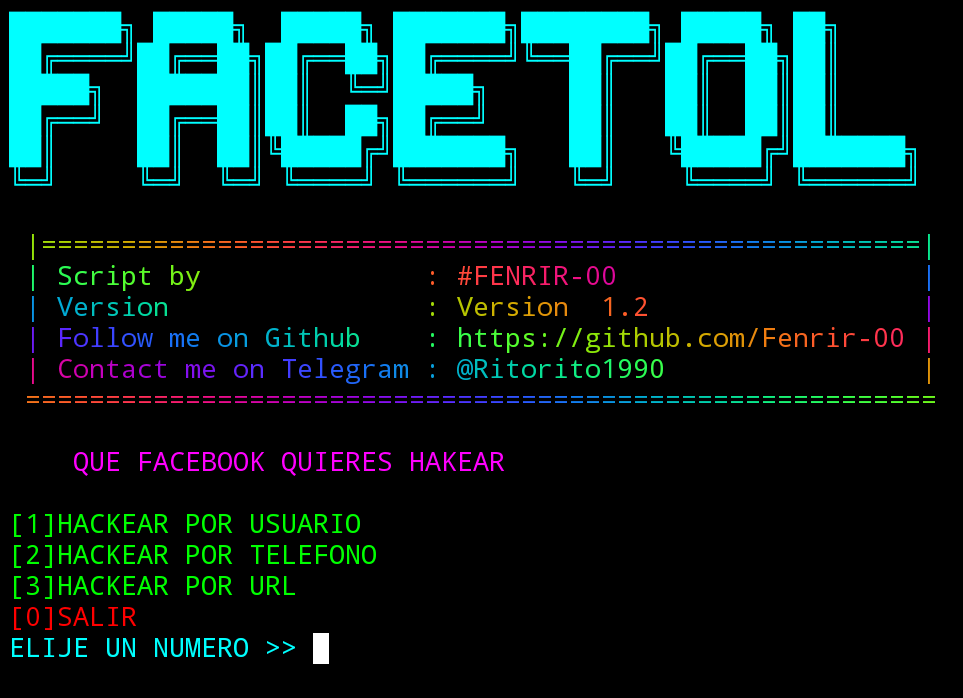 FACETOOL
|=======================================================|
| Script by : #FENRIR-00 |
| Version : Version 1.2 |
| Follow me on Github : https://github.com/Fenrir-00 |
| Contact me on Telegram : @Ritorito1990 |
=========================================================
QUE FACEBOOK QUIERES HAKEAR
[1]HACKEAR POR USUARIO
[2]HACKEAR POR TELEFONO
[3]HACKEAR POR URL
[0]SALIR
ELIJE UN NUMERO >>